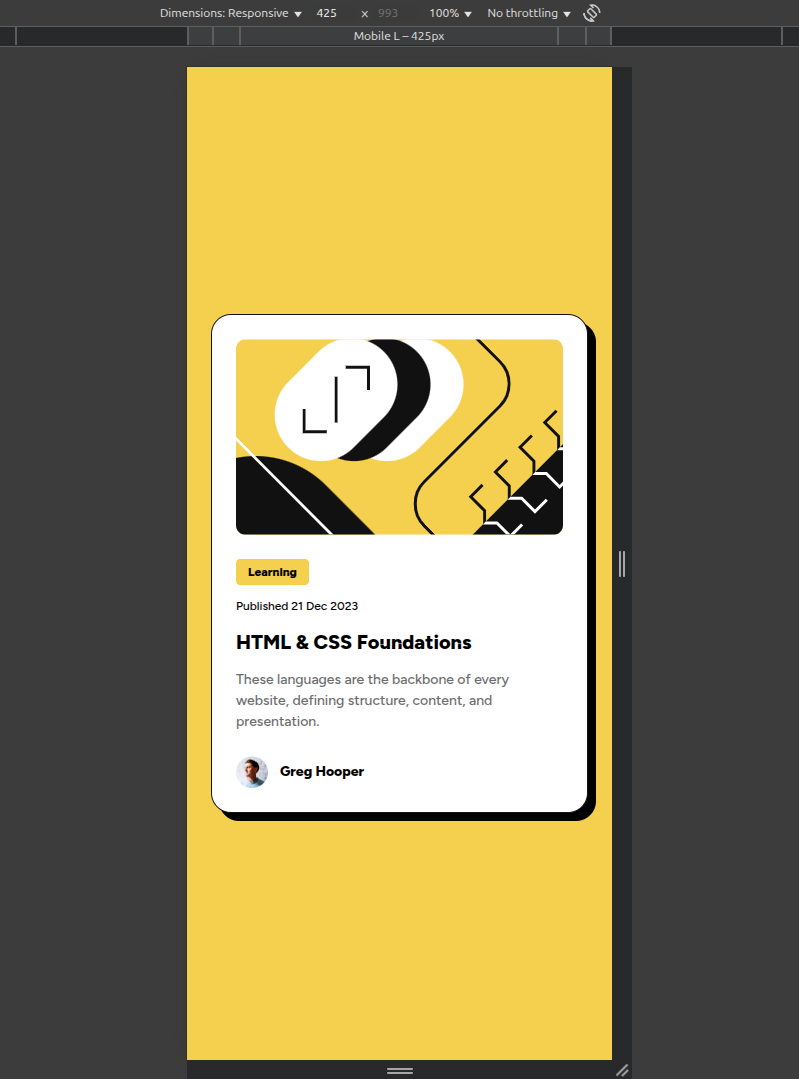 Dimensions: Responsive 425 x 993 100% No throttling
Mobile L – 425px
Learning
Published 21 Dec 2023
HTML & CSS Foundations
These languages are the backbone of every
website, defining structure, content, and
presentation.
Greg Hooper